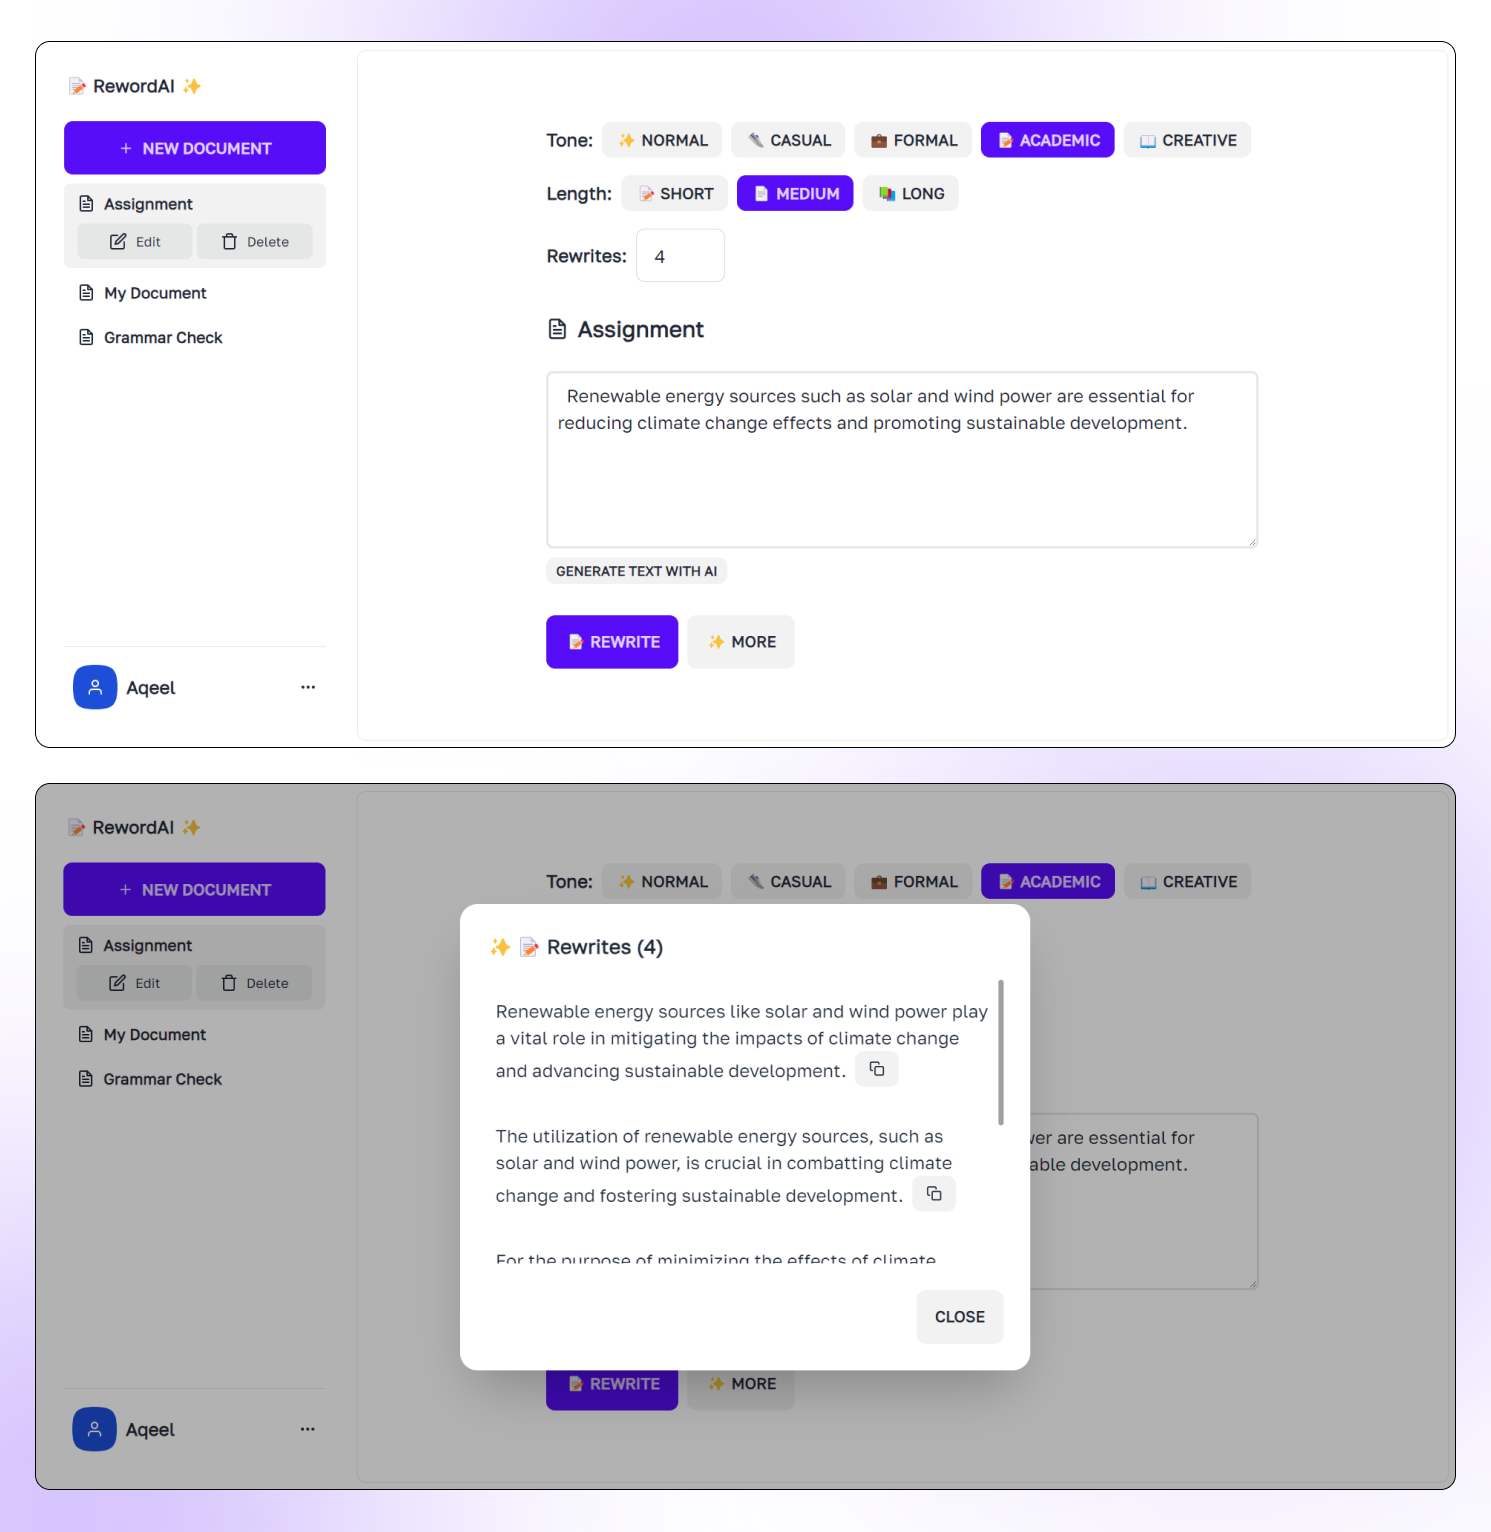 RewordAI
+ NEW DOCUMENT
Assignment
Edit Delete
My Document
Grammar Check
Aqeel
...
Tone: NORMAL CASUAL FORMAL ACADEMIC CREATIVE
Length: SHORT MEDIUM LONG
Rewrites: 4
Assignment
Renewable energy sources such as solar and wind power are essential for
reducing climate change effects and promoting sustainable development.
GENERATE TEXT WITH AI
REWRITE MORE
RewordAI
+ NEW DOCUMENT
Assignment
Edit Delete
My Document
Grammar Check
Aqeel
...
Tone: NORMAL CASUAL FORMAL ACADEMIC CREATIVE
Rewrites (4)
Renewable energy sources like solar and wind power play
a vital role in mitigating the impacts of climate change
and advancing sustainable development.
The utilization of renewable energy sources, such as
solar and wind power, is crucial in combatting climate
change and fostering sustainable development.
For the purpose of minimizing the effects of climate
CLOSE
are essential for
development.
REWRITE MORE